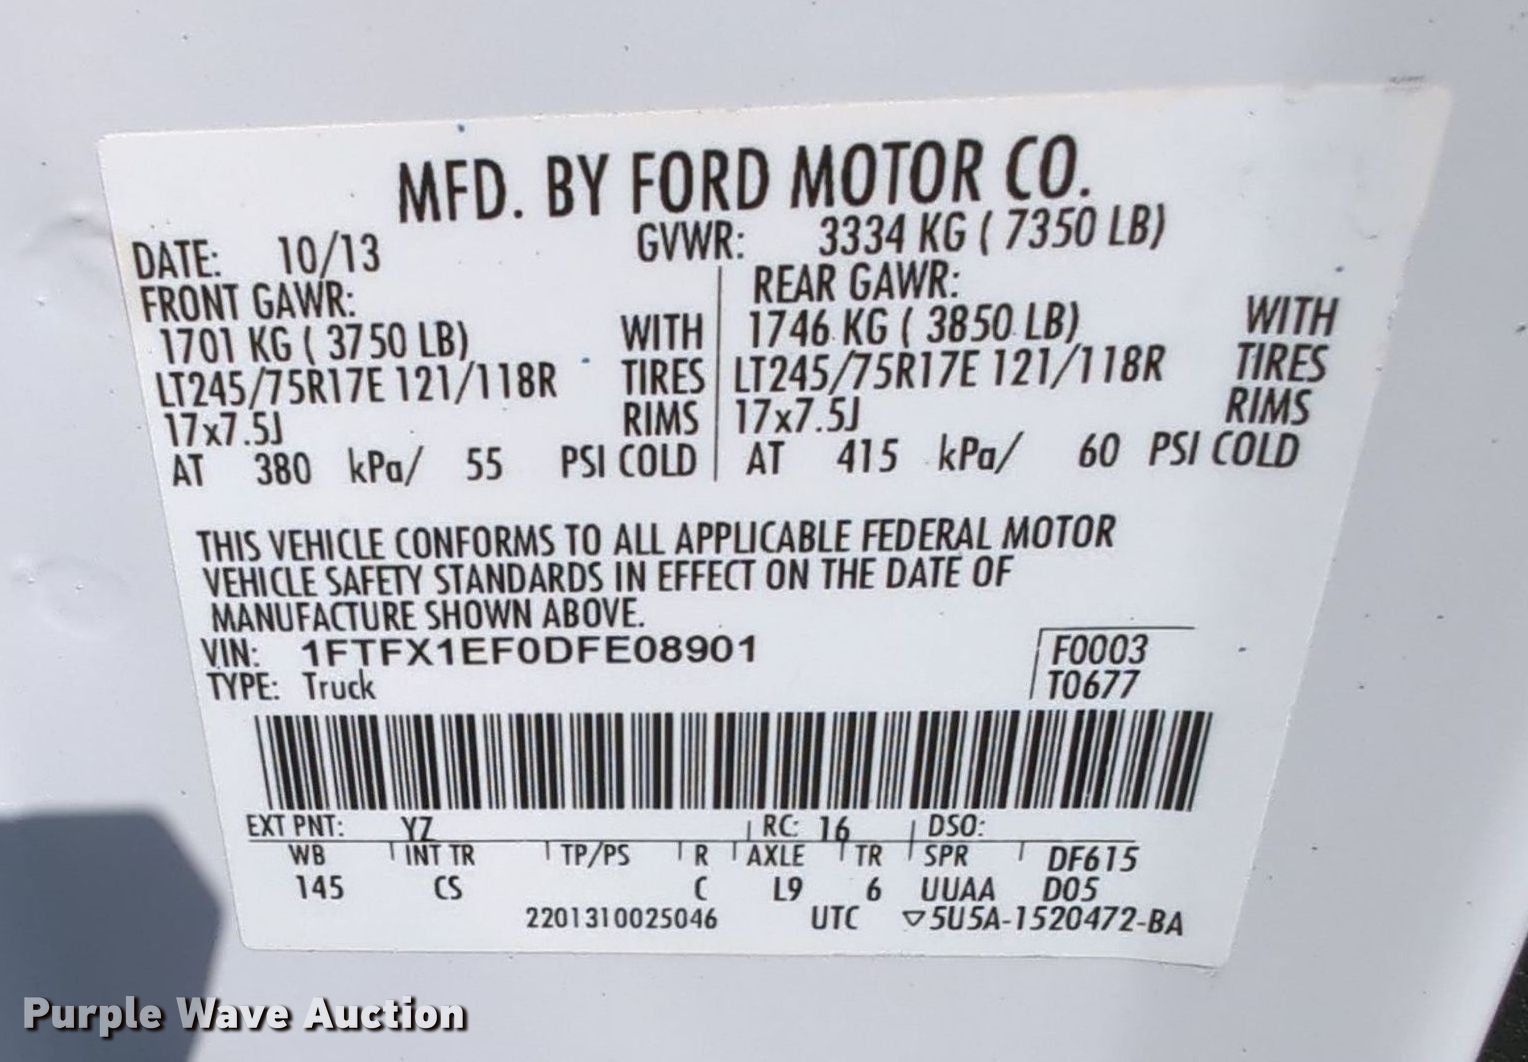 MFD. BY FORD MOTOR CO.
DATE: 10/13 GVWR: 3334 KG ( 7350 LB)
FRONT GAWR: REAR GAWR:
1701 KG ( 3750 LB) WITH 1746 KG ( 3850 LB) WITH
LT245/75R17E 121/118R TIRES LT245/75R17E 121/118R TIRES
17x7.5J RIMS 17x7.5J RIMS
AT 380 kPa/ 55 PSI COLD AT 415 kPa/ 60 PSI COLD
THIS VEHICLE CONFORMS TO ALL APPLICABLE FEDERAL MOTOR
VEHICLE SAFETY STANDARDS IN EFFECT ON THE DATE OF
MANUFACTURE SHOWN ABOVE.
VIN: 1FTFX1EF0DFE08901 F0003
TYPE: Truck T0677
EXT PNT: YZ RC: 16 DSO:
WB INT TR TP/PS R AXLE TR SPR DF615
145 CS C L9 6 UUAA D05
2201310025046 UTC ▽5U5A-1520472-BA
Purple Wave Auction